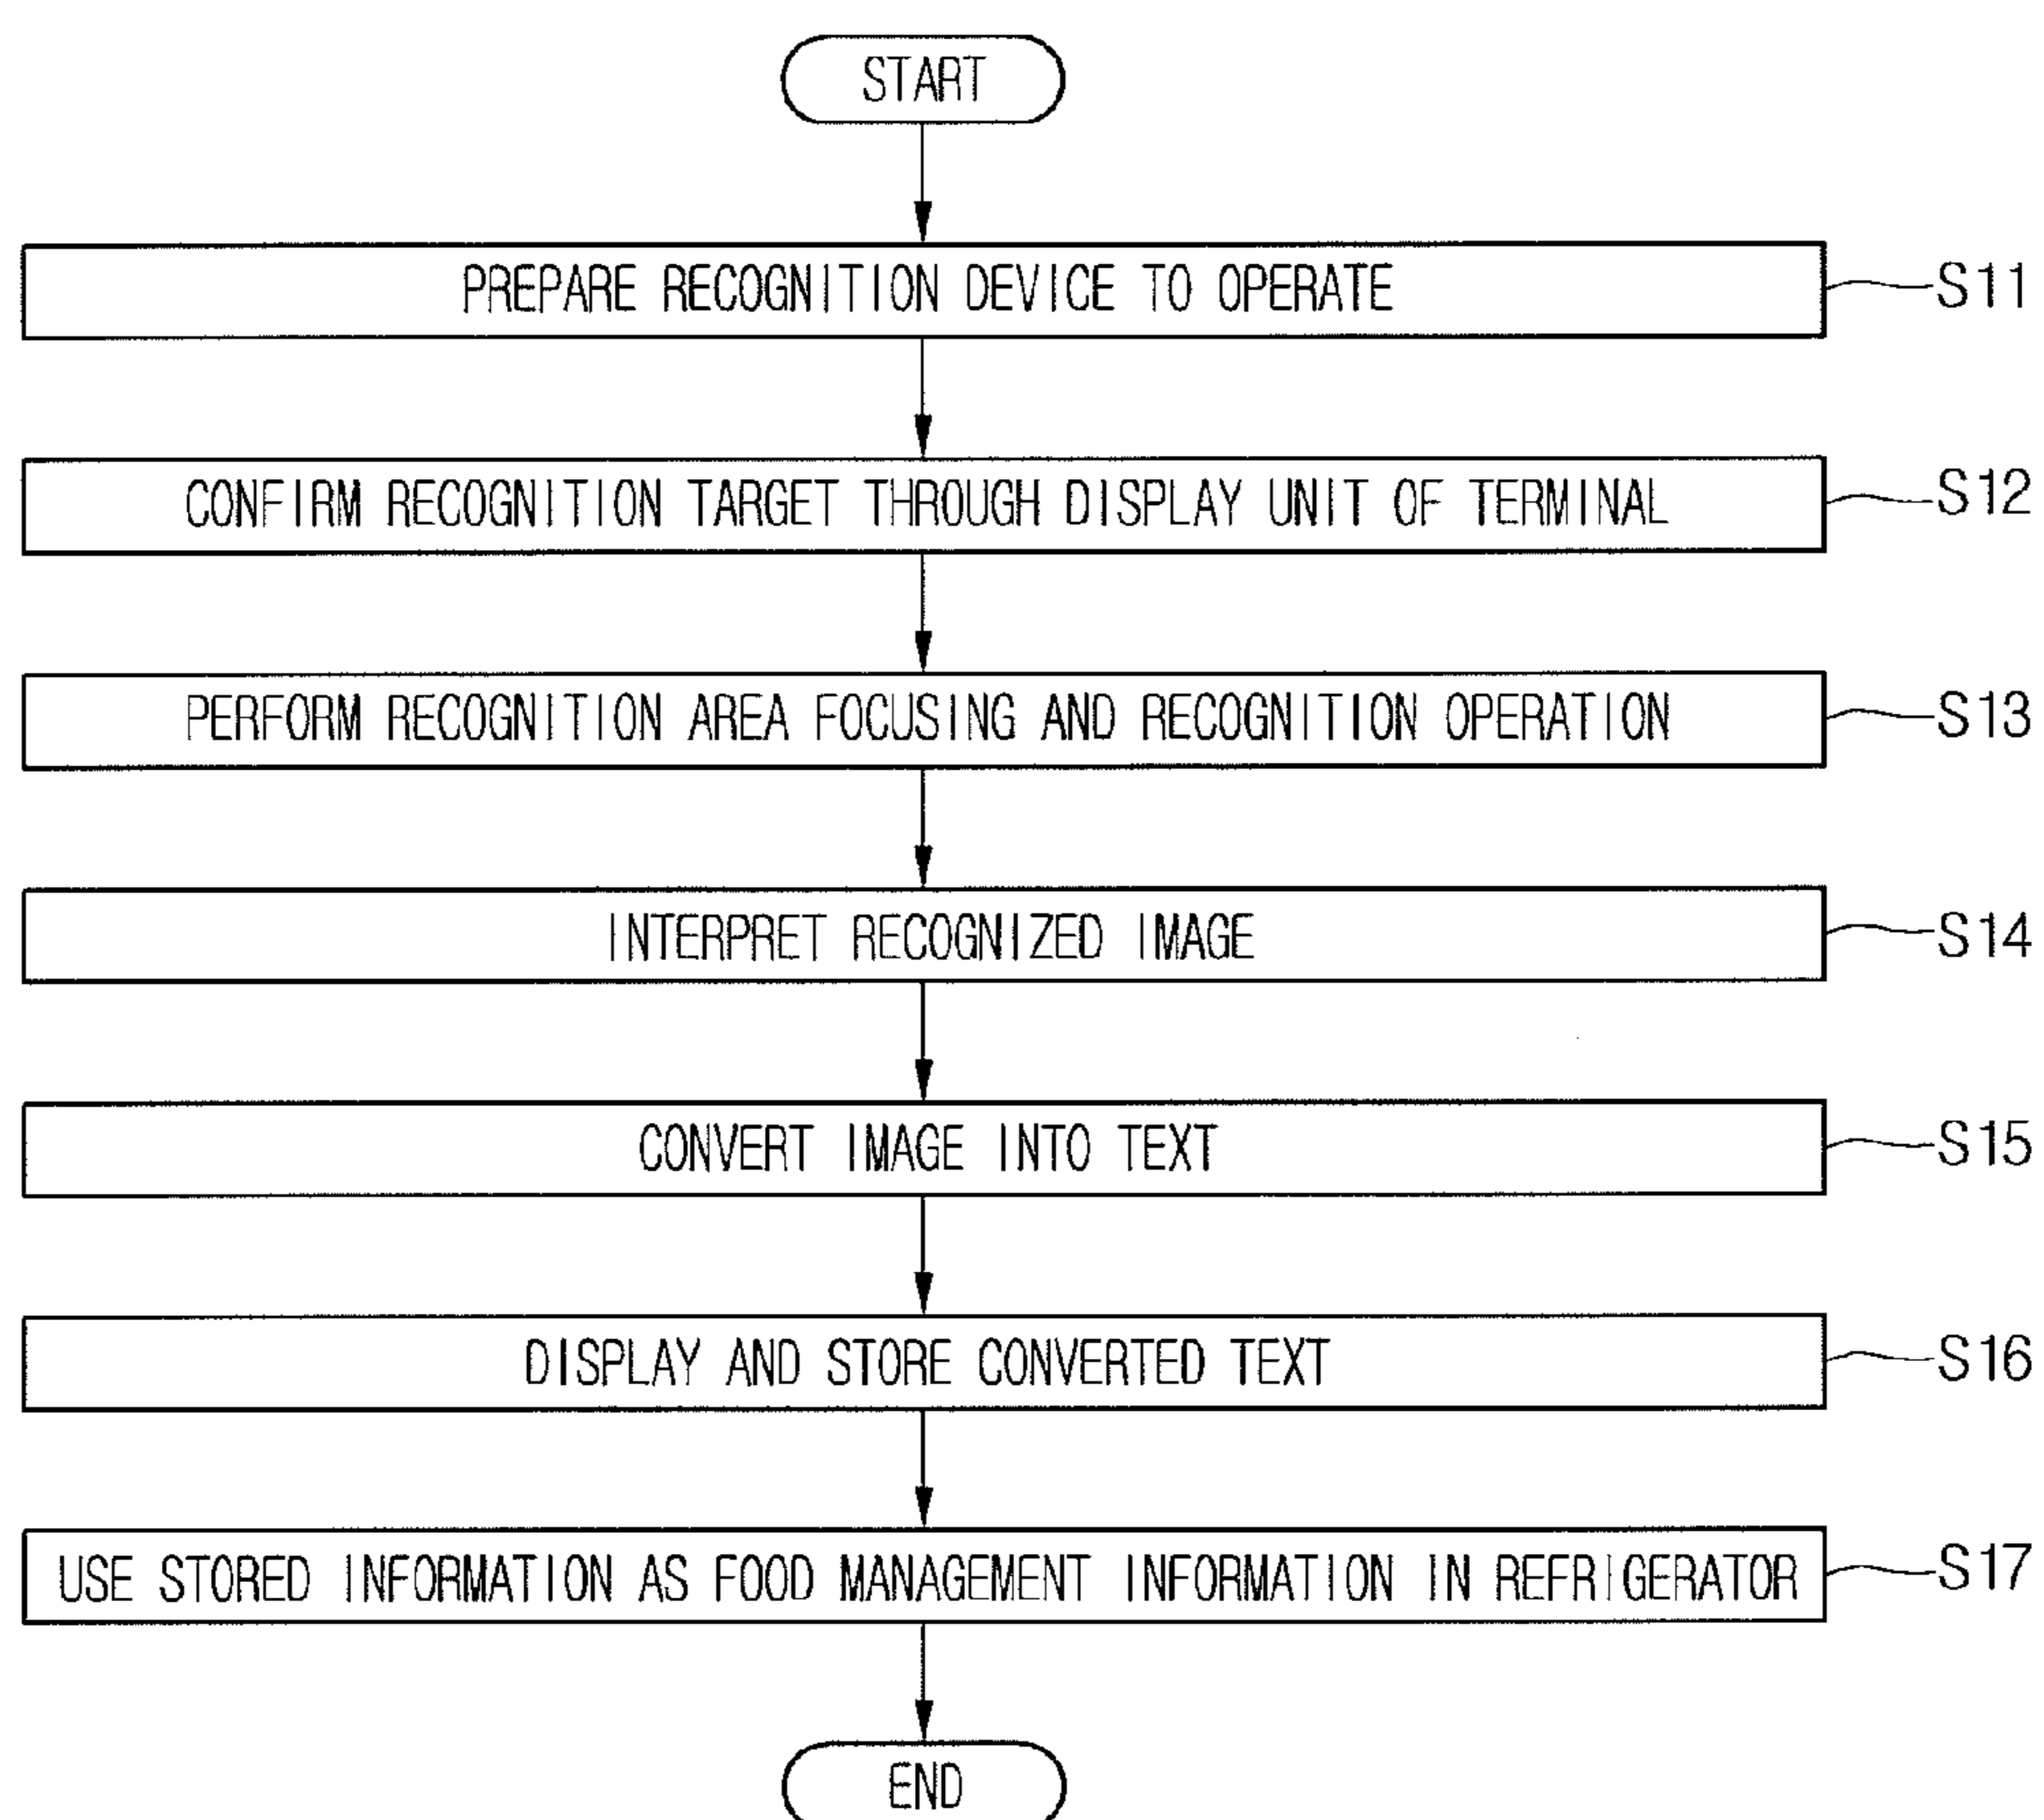 START
PREPARE RECOGNITION DEVICE TO OPERATE
S11
CONFIRM RECOGNITION TARGET THROUGH DISPLAY UNIT OF TERMINAL
S12
PERFORM RECOGNITION AREA FOCUSING AND RECOGNITION OPERATION
S13
INTERPRET RECOGNIZED IMAGE
S14
CONVERT IMAGE INTO TEXT
S15
DISPLAY AND STORE CONVERTED TEXT
S16
USE STORED INFORMATION AS FOOD MANAGEMENT INFORMATION IN REFRIGERATOR
S17
END